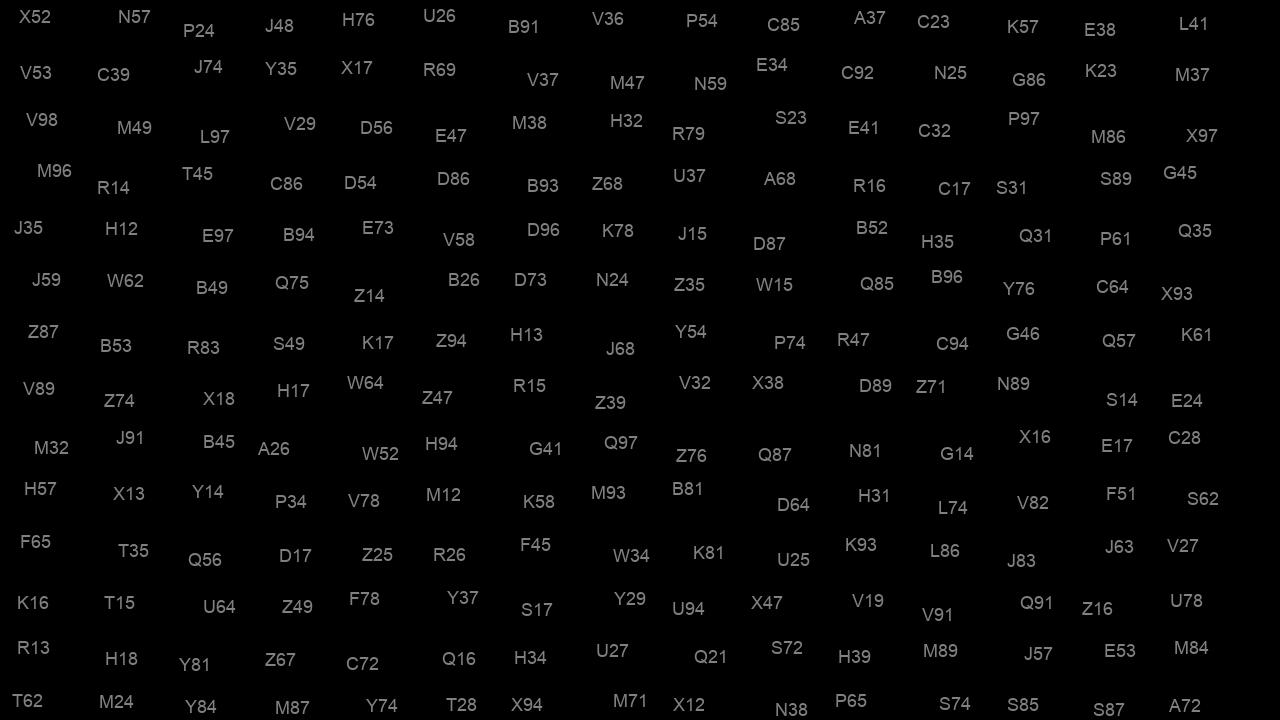 X52 N57 P24 J48 H76 U26 B91 V36 P54 C85 A37 C23 K57 E38 L41
V53 C39 J74 Y35 X17 R69 V37 M47 N59 E34 C92 N25 G86 K23 M37
V98 M49 L97 V29 D56 E47 M38 H32 R79 S23 E41 C32 P97 M86 X97
M96 R14 T45 C86 D54 D86 B93 Z68 U37 A68 R16 C17 S31 S89 G45
J35 H12 E97 B94 E73 V58 D96 K78 J15 D87 B52 H35 Q31 P61 Q35
J59 W62 B49 Q75 Z14 B26 D73 N24 Z35 W15 Q85 B96 Y76 C64 X93
Z87 B53 R83 S49 K17 Z94 H13 J68 Y54 P74 R47 C94 G46 Q57 K61
V89 Z74 X18 H17 W64 Z47 R15 Z39 V32 X38 D89 Z71 N89 S14 E24
M32 J91 B45 A26 W52 H94 G41 Q97 Z76 Q87 N81 G14 X16 E17 C28
H57 X13 Y14 P34 V78 M12 K58 M93 B81 D64 H31 L74 V82 F51 S62
F65 T35 Q56 D17 Z25 R26 F45 W34 K81 U25 K93 L86 J83 J63 V27
K16 T15 U64 Z49 F78 Y37 S17 Y29 U94 X47 V19 V91 Q91 Z16 U78
R13 H18 Y81 Z67 C72 Q16 H34 U27 Q21 S72 H39 M89 J57 E53 M84
T62 M24 Y84 M87 Y74 T28 X94 M71 X12 N38 P65 S74 S85 S87 A72